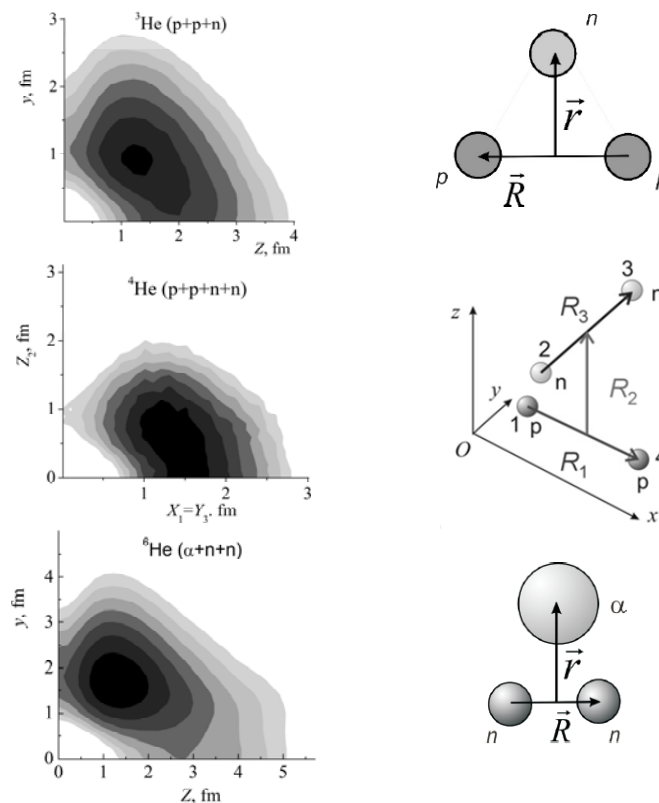 ³He (p+p+n)
y, fm
3
2
1
1
2
3
4
Z, fm
n
r⃗
p
R⃗
⁴He (p+p+n+n)
Z₂, fm
3
2
1
0
0
1
2
3
X₁=Y₃. fm
z
3
n
R₃
2
n
y
R₂
1
p
4
p
O
R₁
x
⁶He (α+n+n)
y, fm
5
4
3
2
1
0
0
1
2
3
4
5
Z, fm
α
r⃗
n
R⃗
n